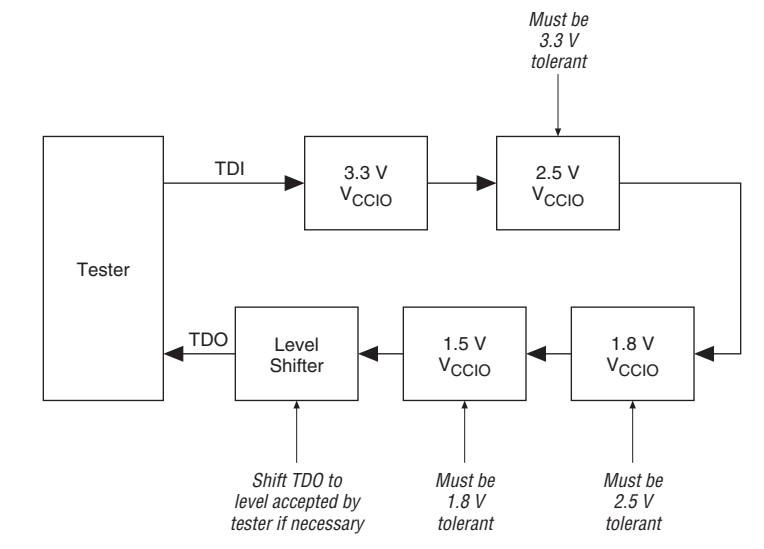 Must be
3.3 V
tolerant
TDI
3.3 V
VCCIO
2.5 V
VCCIO
Tester
TDO
Level
Shifter
1.5 V
VCCIO
1.8 V
VCCIO
Shift TDO to
level accepted by
tester if necessary
Must be
1.8 V
tolerant
Must be
2.5 V
tolerant